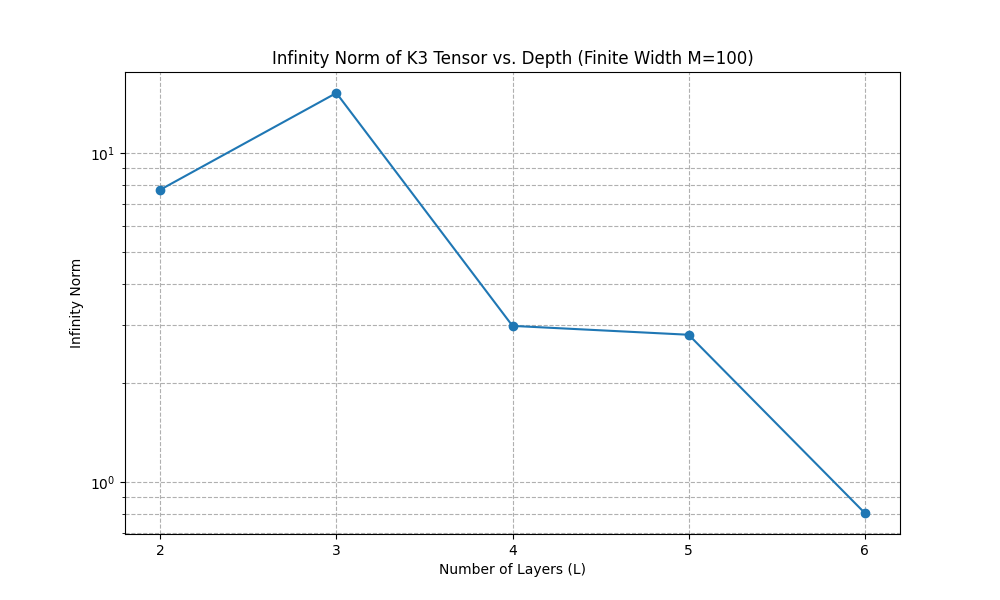 Infinity Norm of K3 Tensor vs. Depth (Finite Width M=100)
10¹
10⁰
Infinity Norm
2 3 4 5 6
Number of Layers (L)